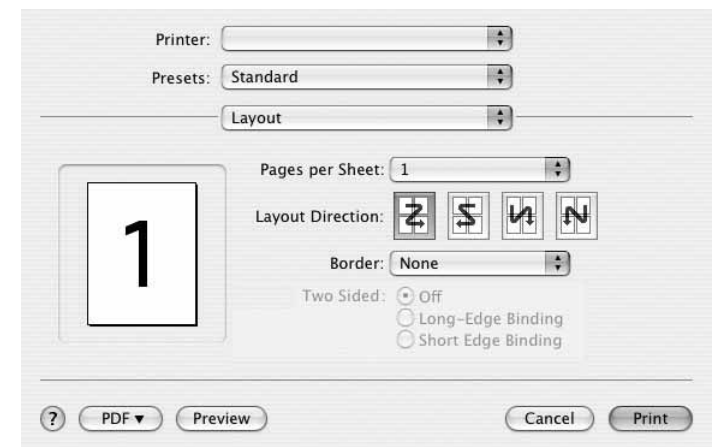 Printer:
Presets: Standard
Layout
Pages per Sheet: 1
Layout Direction:
1
Border: None
Two Sided: Off
Long-Edge Binding
Short Edge Binding
? PDF▼ Preview Cancel Print